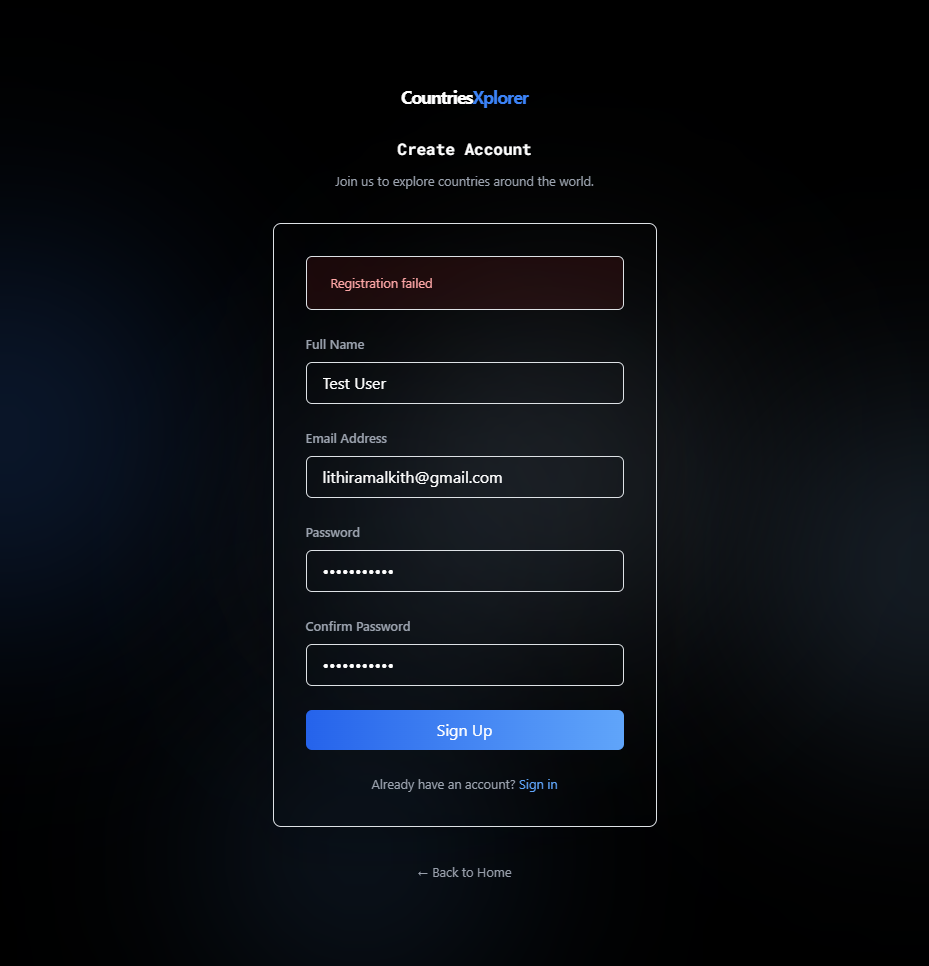 CountriesXplorer
Create Account
Join us to explore countries around the world.
Registration failed
Full Name
Test User
Email Address
lithiramalkith@gmail.com
Password
•••••••••••
Confirm Password
•••••••••••
Sign Up
Already have an account? Sign in
← Back to Home